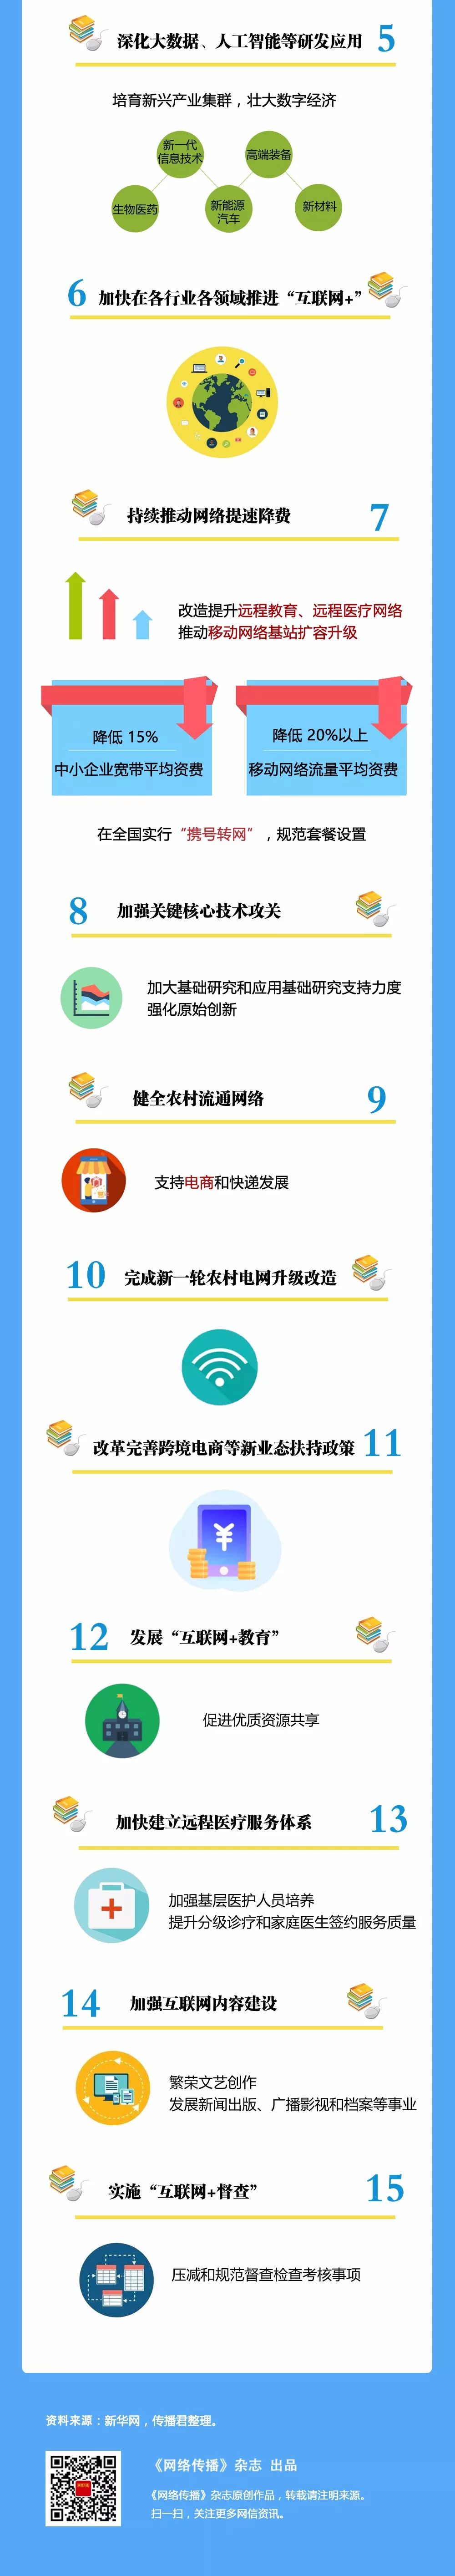 深化大数据、人工智能等研发应用 5
培育新兴产业集群，壮大数字经济
新一代
信息技术
高端装备
生物医药
新能源
汽车
新材料
6 加快在各行业各领域推进“互联网+”
持续推动网络提速降费 7
改造提升远程教育、远程医疗网络
推动移动网络基站扩容升级
降低 15%
中小企业宽带平均资费
降低 20%以上
移动网络流量平均资费
在全国实行“携号转网”，规范套餐设置
8 加强关键核心技术攻关
加大基础研究和应用基础研究支持力度
强化原始创新
健全农村流通网络 9
支持电商和快递发展
10 完成新一轮农村电网升级改造
改革完善跨境电商等新业态扶持政策 11
¥
12 发展“互联网+教育”
促进优质资源共享
加快建立远程医疗服务体系 13
加强基层医护人员培养
提升分级诊疗和家庭医生签约服务质量
14 加强互联网内容建设
繁荣文艺创作
发展新闻出版、广播影视和档案等事业
实施“互联网+督查” 15
压减和规范督查检查考核事项
资料来源：新华网，传播君整理。
《网络传播》杂志 出品
《网络传播》杂志原创作品，转载请注明来源。
扫一扫，关注更多网信资讯。